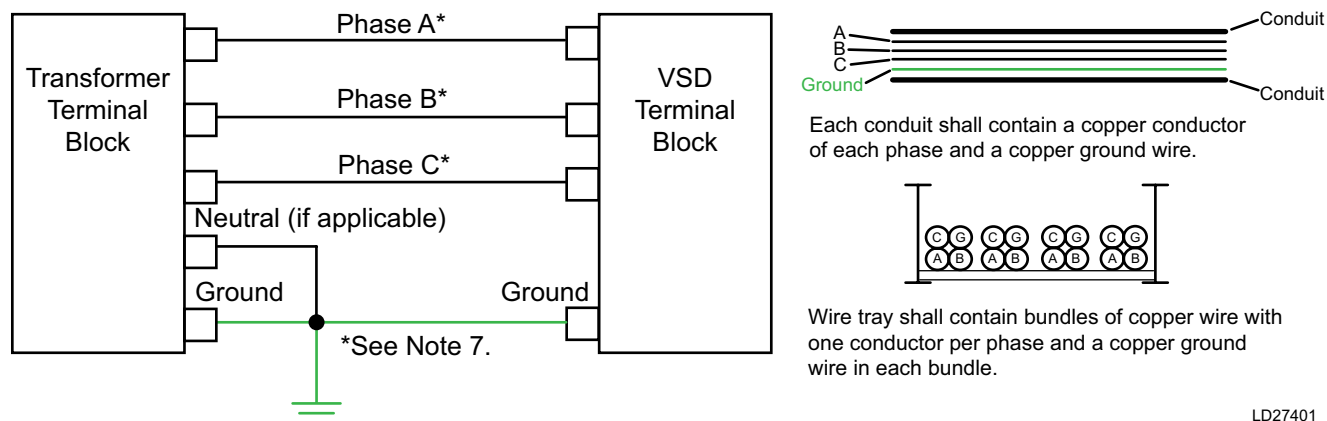 Transformer
Terminal
Block
Phase A*
Phase B*
Phase C*
Neutral (if applicable)
Ground
Ground
*See Note 7.
VSD
Terminal
Block
A
B
C
Ground
Conduit
Conduit
Each conduit shall contain a copper conductor
of each phase and a copper ground wire.
C G C G C G C G
A B A B A B A B
Wire tray shall contain bundles of copper wire with
one conductor per phase and a copper ground
wire in each bundle.
LD27401